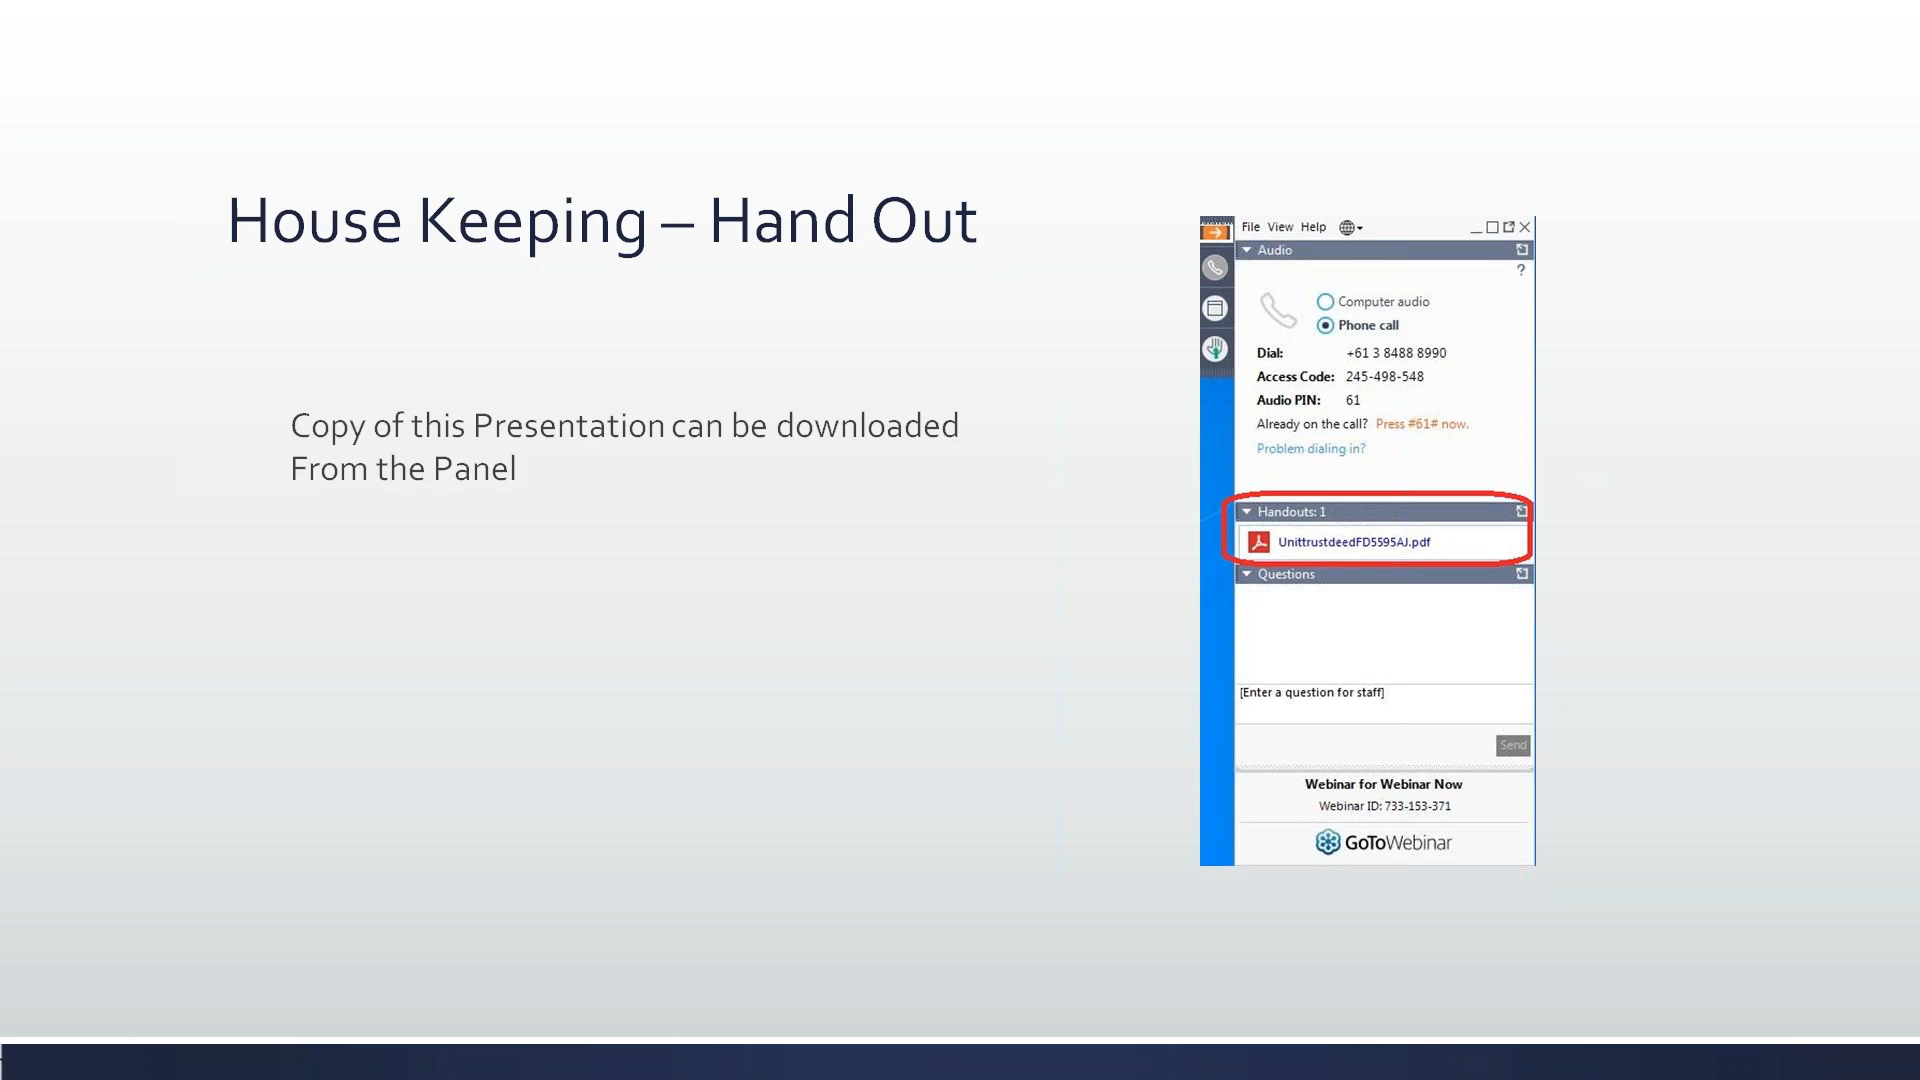 House Keeping – Hand Out
Copy of this Presentation can be downloaded
From the Panel
File View Help
Audio
?
Computer audio
Phone call
Dial: +61 3 8488 8990
Access Code: 245-498-548
Audio PIN: 61
Already on the call? Press #61# now.
Problem dialing in?
Handouts: 1
UnittrustdeedFD5595AJ.pdf
Questions
[Enter a question for staff]
Send
Webinar for Webinar Now
Webinar ID: 733-153-371
GoToWebinar